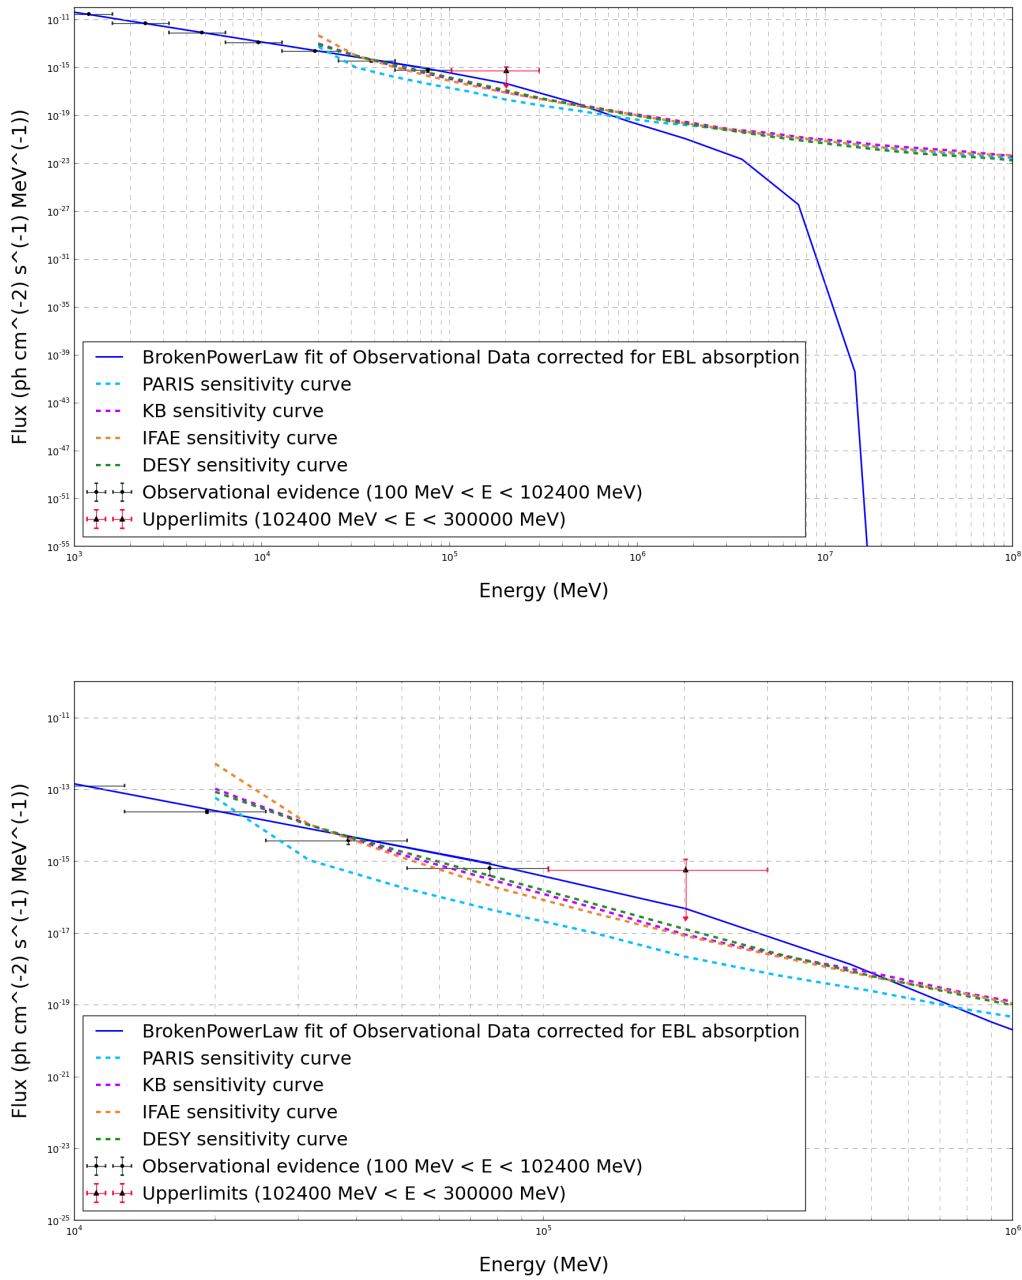 10^-11
10^-15
10^-19
10^-23
10^-27
10^-31
10^-35
10^-39
10^-43
10^-47
10^-51
10^-55
Flux (ph cm^(-2) s^(-1) MeV^(-1))
BrokenPowerLaw fit of Observational Data corrected for EBL absorption
PARIS sensitivity curve
KB sensitivity curve
IFAE sensitivity curve
DESY sensitivity curve
Observational evidence (100 MeV < E < 102400 MeV)
Upperlimits (102400 MeV < E < 300000 MeV)
10^3 10^4 10^5 10^6 10^7 10^8
Energy (MeV)
10^-11
10^-13
10^-15
10^-17
10^-19
10^-21
10^-23
10^-25
Flux (ph cm^(-2) s^(-1) MeV^(-1))
BrokenPowerLaw fit of Observational Data corrected for EBL absorption
PARIS sensitivity curve
KB sensitivity curve
IFAE sensitivity curve
DESY sensitivity curve
Observational evidence (100 MeV < E < 102400 MeV)
Upperlimits (102400 MeV < E < 300000 MeV)
10^4 10^5 10^6
Energy (MeV)